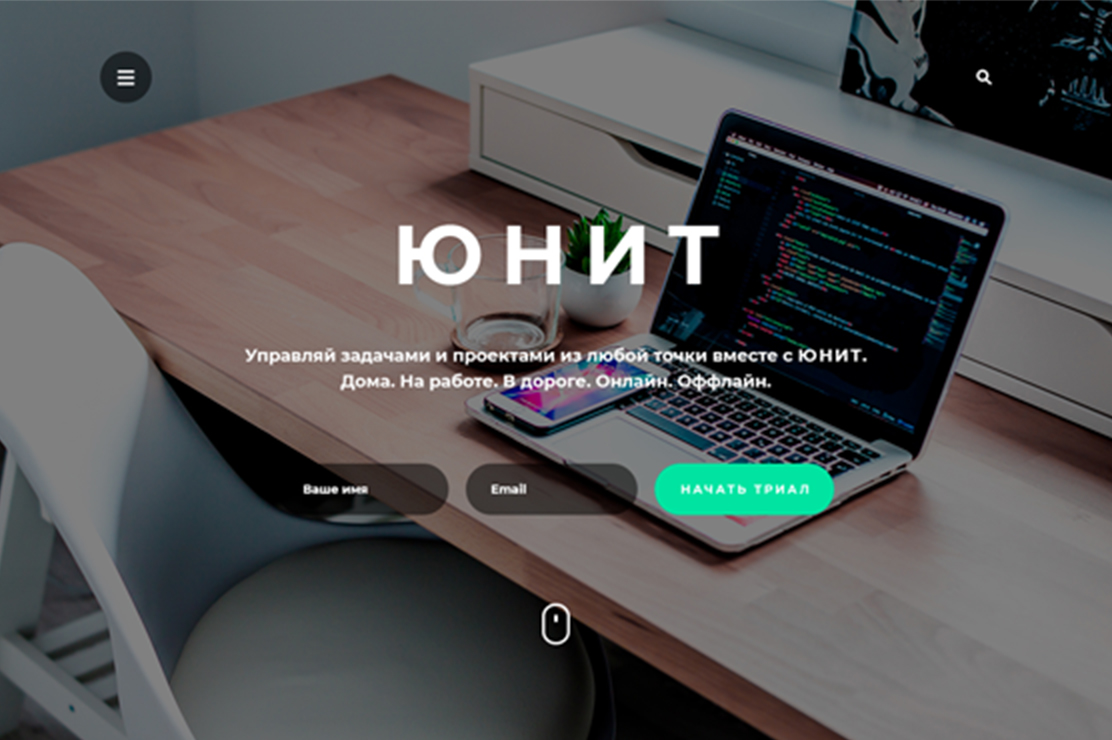 ЮНИТ
Управляй задачами и проектами из любой точки вместе с ЮНИТ.
Дома. На работе. В дороге. Онлайн. Оффлайн.
Ваше имя
Email
НАЧАТЬ ТРИАЛ